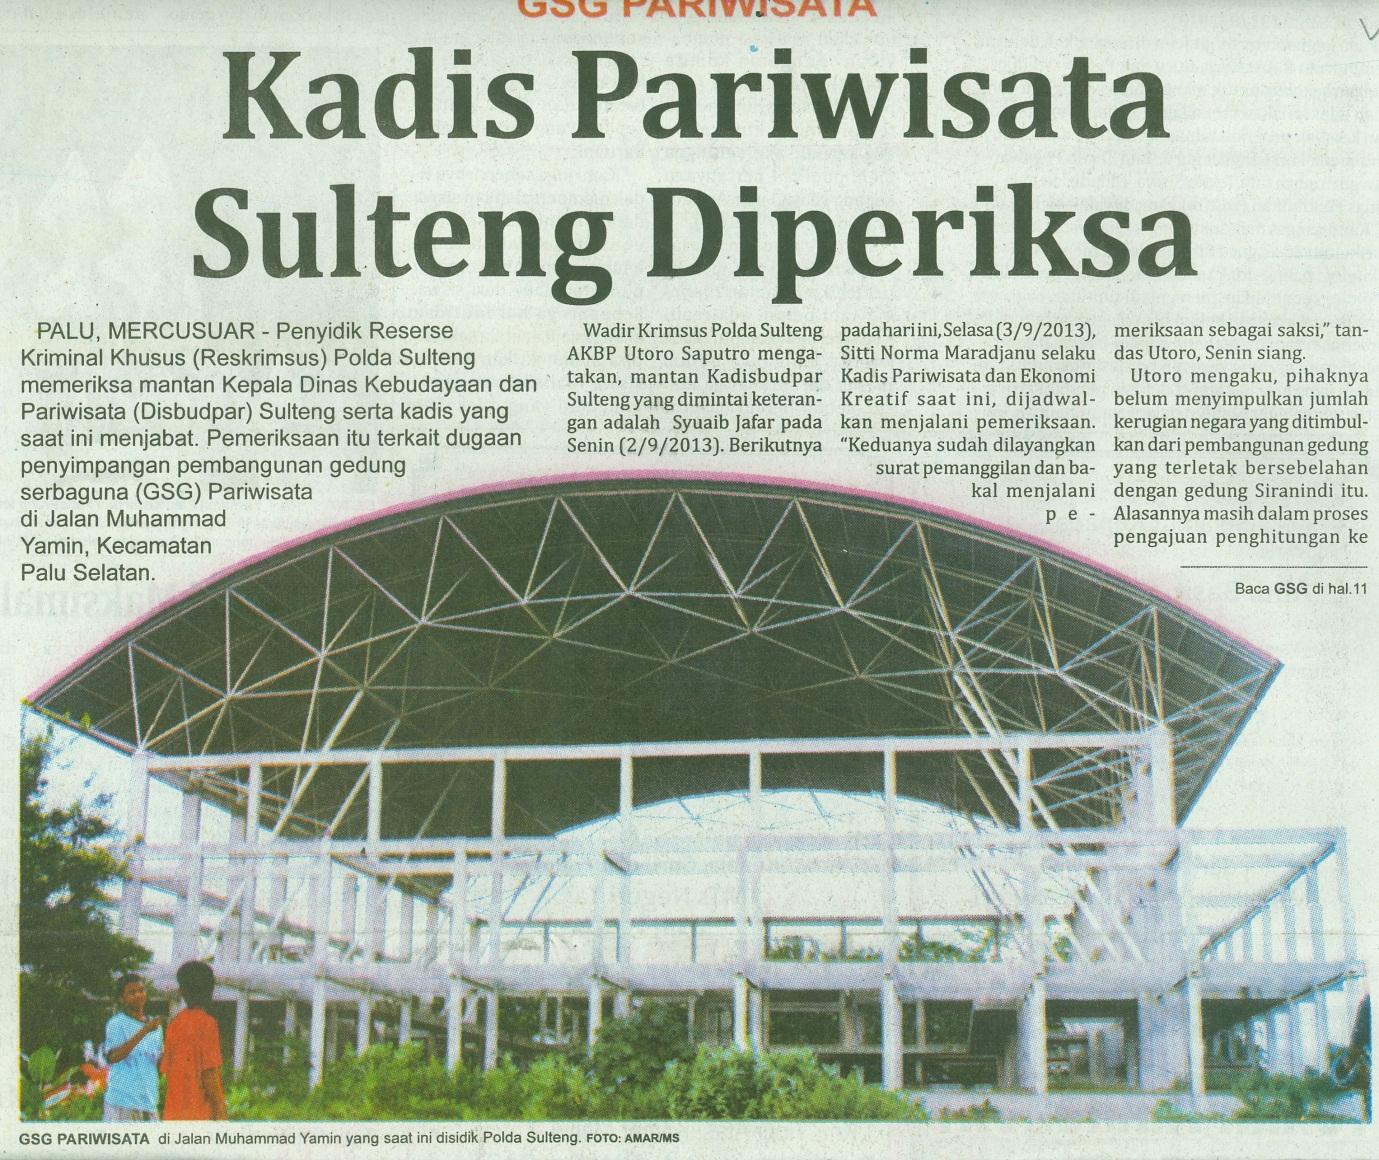 GSG PARIWISATA
Kadis Pariwisata
Sulteng Diperiksa
PALU, MERCUSUAR - Penyidik Reserse
Kriminal Khusus (Reskrimsus) Polda Sulteng
memeriksa mantan Kepala Dinas Kebudayaan dan
Pariwisata (Disbudpar) Sulteng serta kadis yang
saat ini menjabat. Pemeriksaan itu terkait dugaan
penyimpangan pembangunan gedung
serbaguna (GSG) Pariwisata
di Jalan Muhammad
Yamin, Kecamatan
Palu Selatan.
Wadir Krimsus Polda Sulteng
AKBP Utoro Saputro menga-
takan, mantan Kadisbudpar
Sulteng yang dimintai keteran-
gan adalah Syuaib Jafar pada
Senin (2/9/2013). Berikutnya
pada hari ini, Selasa (3/9/2013),
Sitti Norma Maradjanu selaku
Kadis Pariwisata dan Ekonomi
Kreatif saat ini, dijadwal-
kan menjalani pemeriksaan.
“Keduanya sudah dilayangkan
surat pemanggilan dan ba-
kal menjalani
p e -
meriksaan sebagai saksi,” tan-
das Utoro, Senin siang.
Utoro mengaku, pihaknya
belum menyimpulkan jumlah
kerugian negara yang ditimbul-
kan dari pembangunan gedung
yang terletak bersebelahan
dengan gedung Siranindi itu.
Alasannya masih dalam proses
pengajuan penghitungan ke
Baca GSG di hal.11
GSG PARIWISATA di Jalan Muhammad Yamin yang saat ini disidik Polda Sulteng. FOTO: AMAR/MS